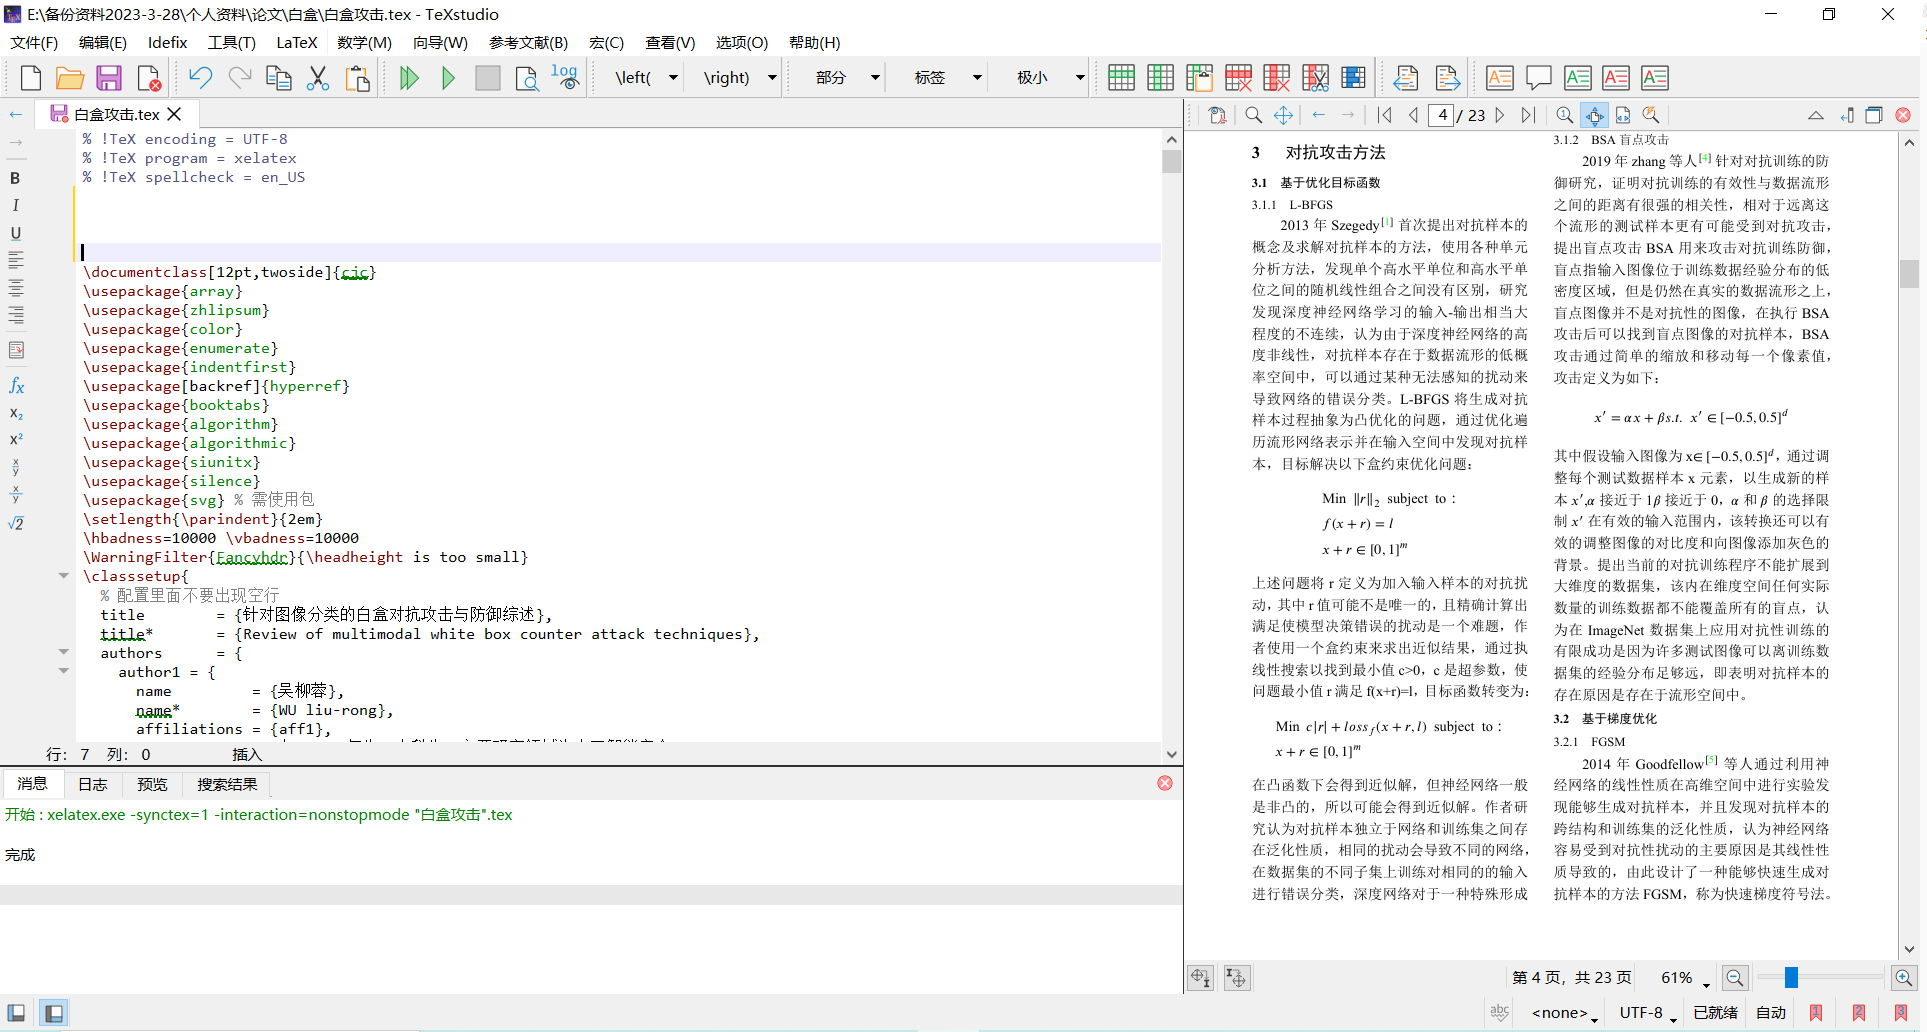 E:\备份资料2023-3-28\个人资料\论文\白盒\白盒攻击.tex - TeXstudio
文件(F) 编辑(E) Idefix 工具(T) LaTeX 数学(M) 向导(W) 参考文献(B) 宏(C) 查看(V) 选项(O) 帮助(H)
log \left( \right) 部分 标签 极小
白盒攻击.tex
% !TeX encoding = UTF-8
% !TeX program = xelatex
% !TeX spellcheck = en_US
\documentclass[12pt,twoside]{cjc}
\usepackage{array}
\usepackage{zhlipsum}
\usepackage{color}
\usepackage{enumerate}
\usepackage{indentfirst}
\usepackage[backref]{hyperref}
\usepackage{booktabs}
\usepackage{algorithm}
\usepackage{algorithmic}
\usepackage{siunitx}
\usepackage{silence}
\usepackage{svg} % 需使用包
\setlength{\parindent}{2em}
\hbadness=10000 \vbadness=10000
\WarningFilter{Fancyhdr}{\headheight is too small}
\classsetup{
% 配置里面不要出现空行
title = {针对图像分类的白盒对抗攻击与防御综述},
title* = {Review of multimodal white box counter attack techniques},
authors = {
author1 = {
name = {吴柳蓉},
name* = {WU liu-rong},
affiliations = {aff1},
行: 7 列: 0 插入
消息 日志 预览 搜索结果
开始 : xelatex.exe -synctex=1 -interaction=nonstopmode "白盒攻击".tex
完成
4 / 23
3 对抗攻击方法
3.1 基于优化目标函数
3.1.1 L-BFGS
2013 年 Szegedy[1] 首次提出对抗样本的
概念及求解对抗样本的方法，使用各种单元
分析方法，发现单个高水平单位和高水平单
位之间的随机线性组合之间没有区别，研究
发现深度神经网络学习的输入-输出相当大
程度的不连续，认为由于深度神经网络的高
度非线性，对抗样本存在于数据流形的低概
率空间中，可以通过某种无法感知的扰动来
导致网络的错误分类。L-BFGS 将生成对抗
样本过程抽象为凸优化的问题，通过优化遍
历流形网络表示并在输入空间中发现对抗样
本，目标解决以下盒约束优化问题：
Min ‖r‖₂ subject to :
f(x + r) = l
x + r ∈ [0, 1]^m
上述问题将 r 定义为加入输入样本的对抗扰
动，其中 r 值可能不是唯一的，且精确计算出
满足使模型决策错误的扰动是一个难题，作
者使用一个盒约束来求出近似结果，通过执
线性搜索以找到最小值 c>0，c 是超参数，使
问题最小值 r 满足 f(x+r)=l，目标函数转变为：
Min c|r| + loss_f(x + r, l) subject to :
x + r ∈ [0, 1]^m
在凸函数下会得到近似解，但神经网络一般
是非凸的，所以可能会得到近似解。作者研
究认为对抗样本独立于网络和训练集之间存
在泛化性质，相同的扰动会导致不同的网络，
在数据集的不同子集上训练对相同的的输入
进行错误分类，深度网络对于一种特殊形成
3.1.2 BSA 盲点攻击
2019 年 zhang 等人[4] 针对对抗训练的防
御研究，证明对抗训练的有效性与数据流形
之间的距离有很强的相关性，相对于远离这
个流形的测试样本更有可能受到对抗攻击，
提出盲点攻击 BSA 用来攻击对抗训练防御，
盲点指输入图像位于训练数据经验分布的低
密度区域，但是仍然在真实的数据流形之上，
盲点图像并不是对抗性的图像，在执行 BSA
攻击后可以找到盲点图像的对抗样本，BSA
攻击通过简单的缩放和移动每一个像素值，
攻击定义为如下：
x′ = αx + βs.t. x′ ∈ [−0.5, 0.5]^d
其中假设输入图像为 x∈ [−0.5, 0.5]^d，通过调
整每个测试数据样本 x 元素，以生成新的样
本 x′,α 接近于 1β 接近于 0，α 和 β 的选择限
制 x′ 在有效的输入范围内，该转换还可以有
效的调整图像的对比度和向图像添加灰色的
背景。提出当前的对抗训练程序不能扩展到
大维度的数据集，该内在维度空间任何实际
数量的训练数据都不能覆盖所有的盲点，认
为在 ImageNet 数据集上应用对抗性训练的
有限成功是因为许多测试图像可以离训练数
据集的经验分布足够远，即表明对抗样本的
存在原因是存在于流形空间中。
3.2 基于梯度优化
3.2.1 FGSM
2014 年 Goodfellow[5] 等人通过利用神
经网络的线性性质在高维空间中进行实验发
现能够生成对抗样本，并且发现对抗样本的
跨结构和训练集的泛化性质，认为神经网络
容易受到对抗性扰动的主要原因是其线性性
质导致的，由此设计了一种能够快速生成对
抗样本的方法 FGSM，称为快速梯度符号法。
第 4 页，共 23 页 61%
<none> UTF-8 已就绪 自动 1 2 3